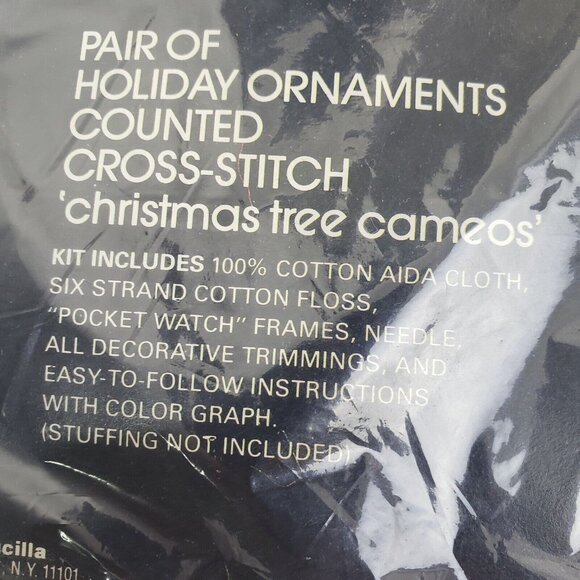 PAIR OF
HOLIDAY ORNAMENTS
COUNTED
CROSS-STITCH
'christmas tree cameos'
KIT INCLUDES 100% COTTON AIDA CLOTH,
SIX STRAND COTTON FLOSS,
"POCKET WATCH" FRAMES, NEEDLE,
ALL DECORATIVE TRIMMINGS, AND
EASY-TO-FOLLOW INSTRUCTIONS
WITH COLOR GRAPH.
(STUFFING NOT INCLUDED)
cilla
N.Y. 11101